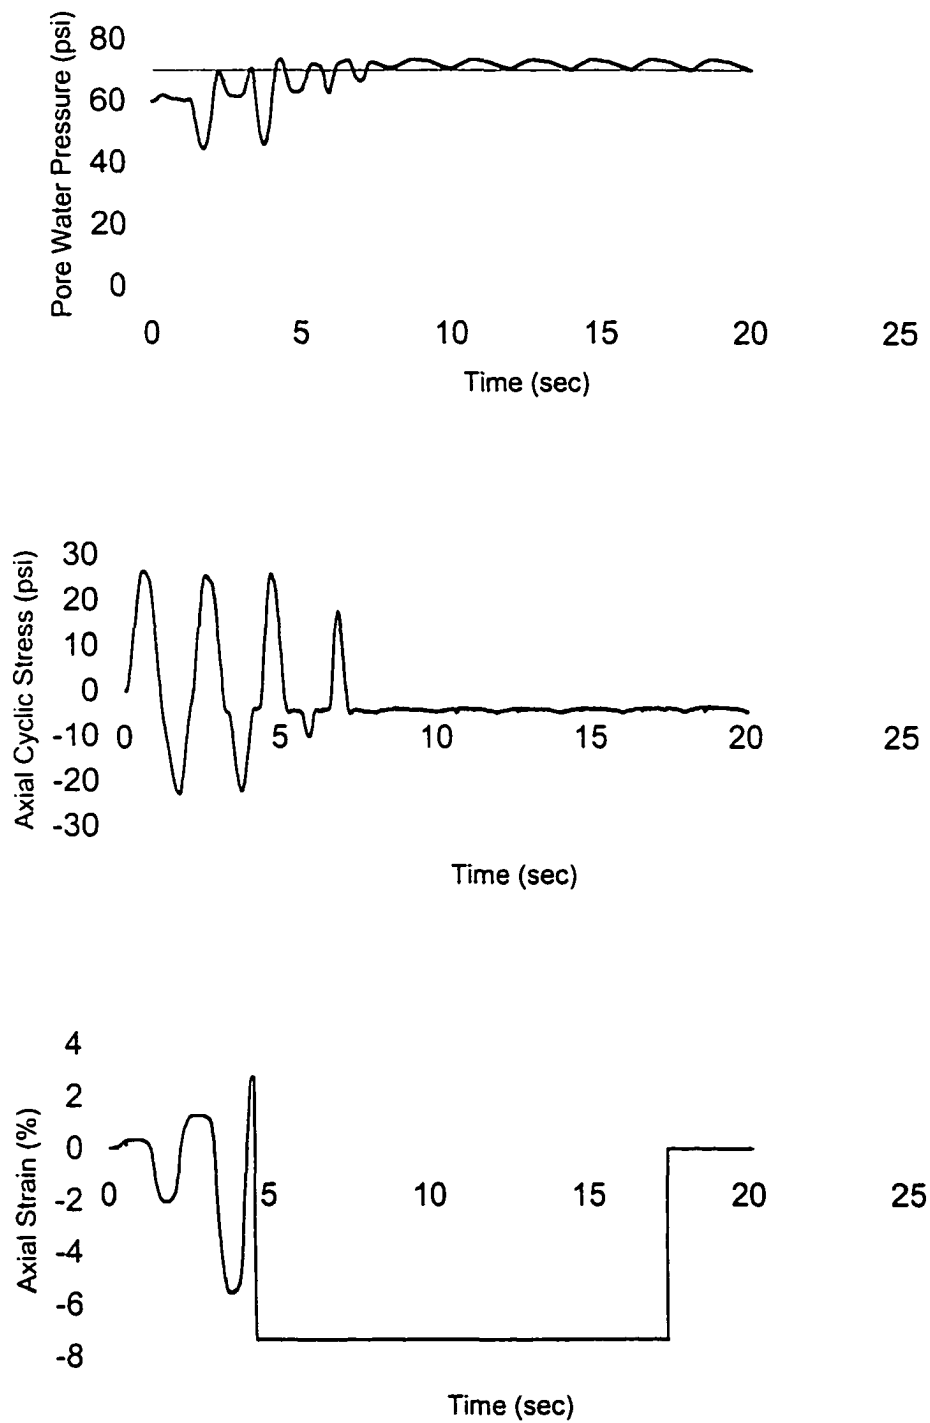 Pore Water Pressure (psi)
80
60
40
20
0
0 5 10 15 20 25
Time (sec)
Axial Cyclic Stress (psi)
30
20
10
0
-10
-20
-30
0 5 10 15 20 25
Time (sec)
Axial Strain (%)
4
2
0
-2
-4
-6
-8
0 5 10 15 20 25
Time (sec)